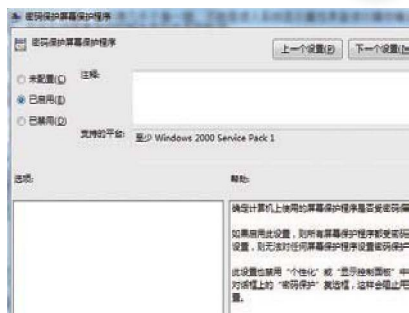 密码保护屏幕保护程序
密码保护屏幕保护程序
上一个设置(P)
下一个设置(N
未配置(C)
注释:
已启用(E)
已禁用(D)
支持的平台:
至少 Windows 2000 Service Pack 1
选项:
帮助:
确定计算机上使用的屏幕保护程序是否受密码保
如果启用此设置，则所有屏幕保护程序都受密码
设置，则无法对任何屏幕保护程序设置密码保护
此设置也禁用“个性化”或“显示控制面板”中
对话框上的“密码保护”复选框，这样会阻止用
置。